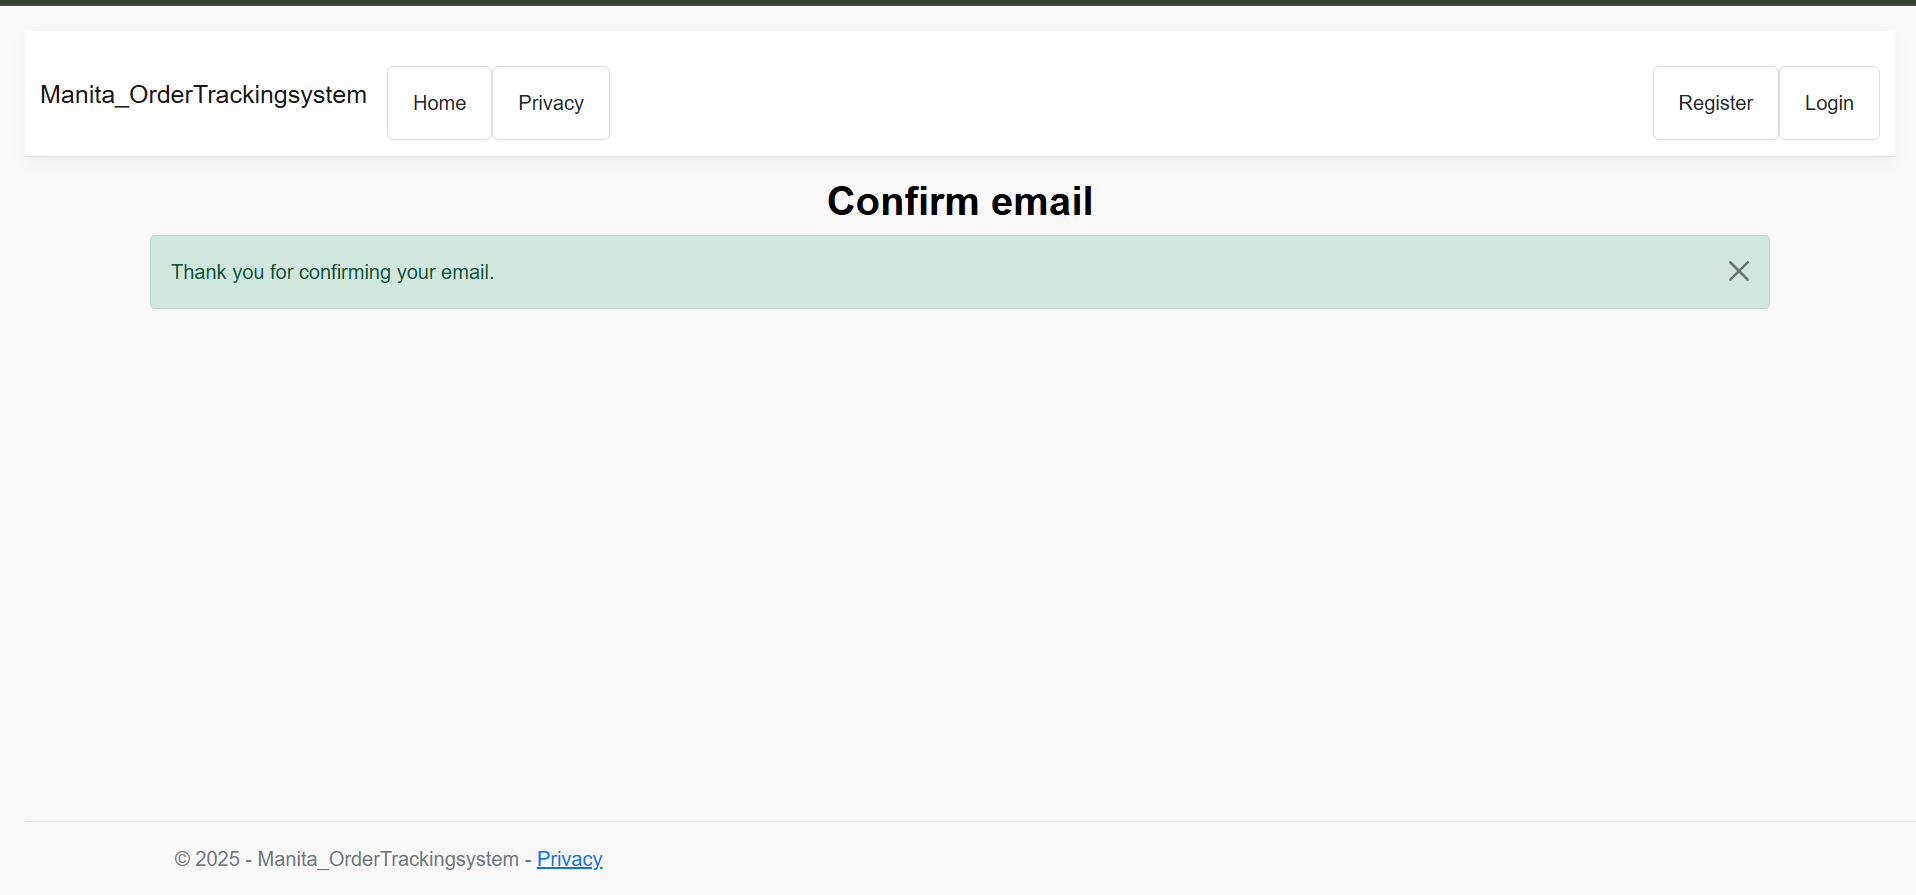 Manita_OrderTrackingsystem Home Privacy Register Login
Confirm email
Thank you for confirming your email.
© 2025 - Manita_OrderTrackingsystem - Privacy